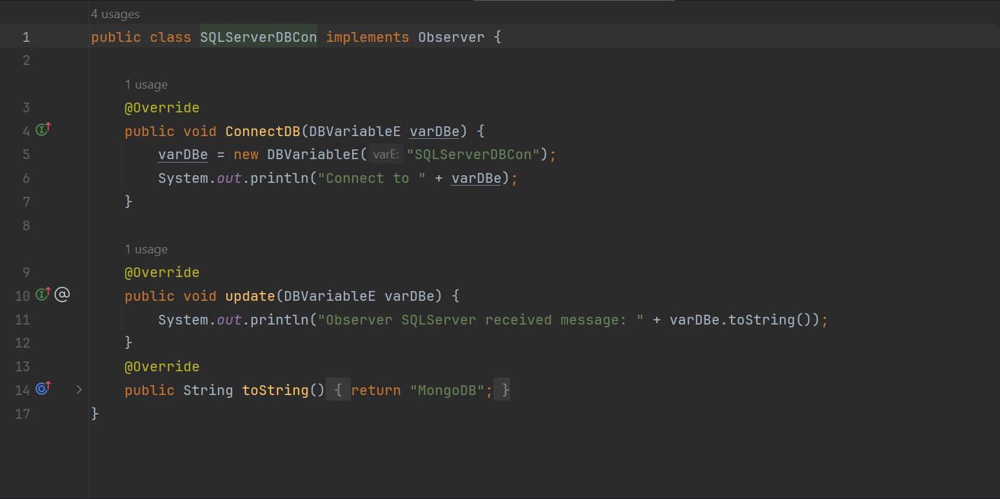 4 usages
1 public class SQLServerDBCon implements Observer {
2
1 usage
3 @Override
4 public void ConnectDB(DBVariableE varDBe) {
5 varDBe = new DBVariableE( varE: "SQLServerDBCon");
6 System.out.println("Connect to " + varDBe);
7 }
8
1 usage
9 @Override
10 @ public void update(DBVariableE varDBe) {
11 System.out.println("Observer SQLServer received message: " + varDBe.toString());
12 }
13 @Override
14 public String toString() { return "MongoDB"; }
17 }